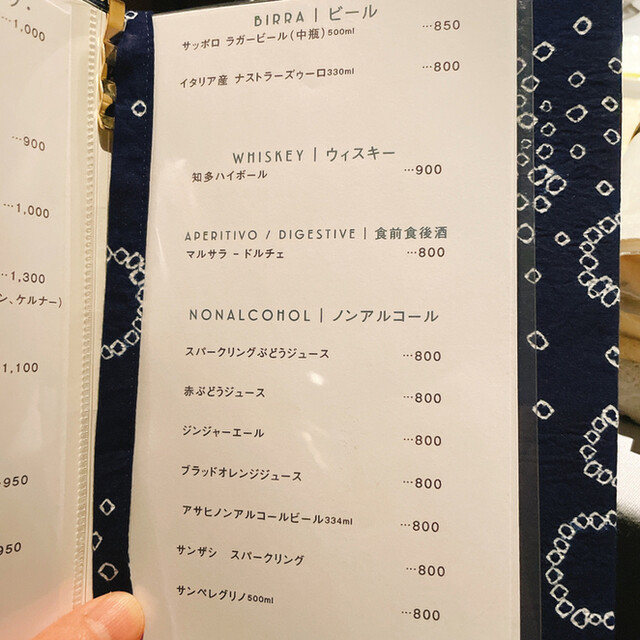 …1,000
…900
…1,000
…1,300
ン、ケルナー)
…1,100
…950
950
BIRRA | ビール
サッポロ ラガービール(中瓶)500ml …850
イタリア産 ナストラーズゥーロ330ml …800
WHISKEY | ウィスキー
知多ハイボール …900
APERITIVO / DIGESTIVE | 食前食後酒
マルサラ – ドルチェ …800
NONALCOHOL | ノンアルコール
スパークリングぶどうジュース …800
赤ぶどうジュース …800
ジンジャーエール …800
ブラッドオレンジジュース …800
アサヒノンアルコールビール334ml …800
サンザシ スパークリング …800
サンペレグリノ500ml …800